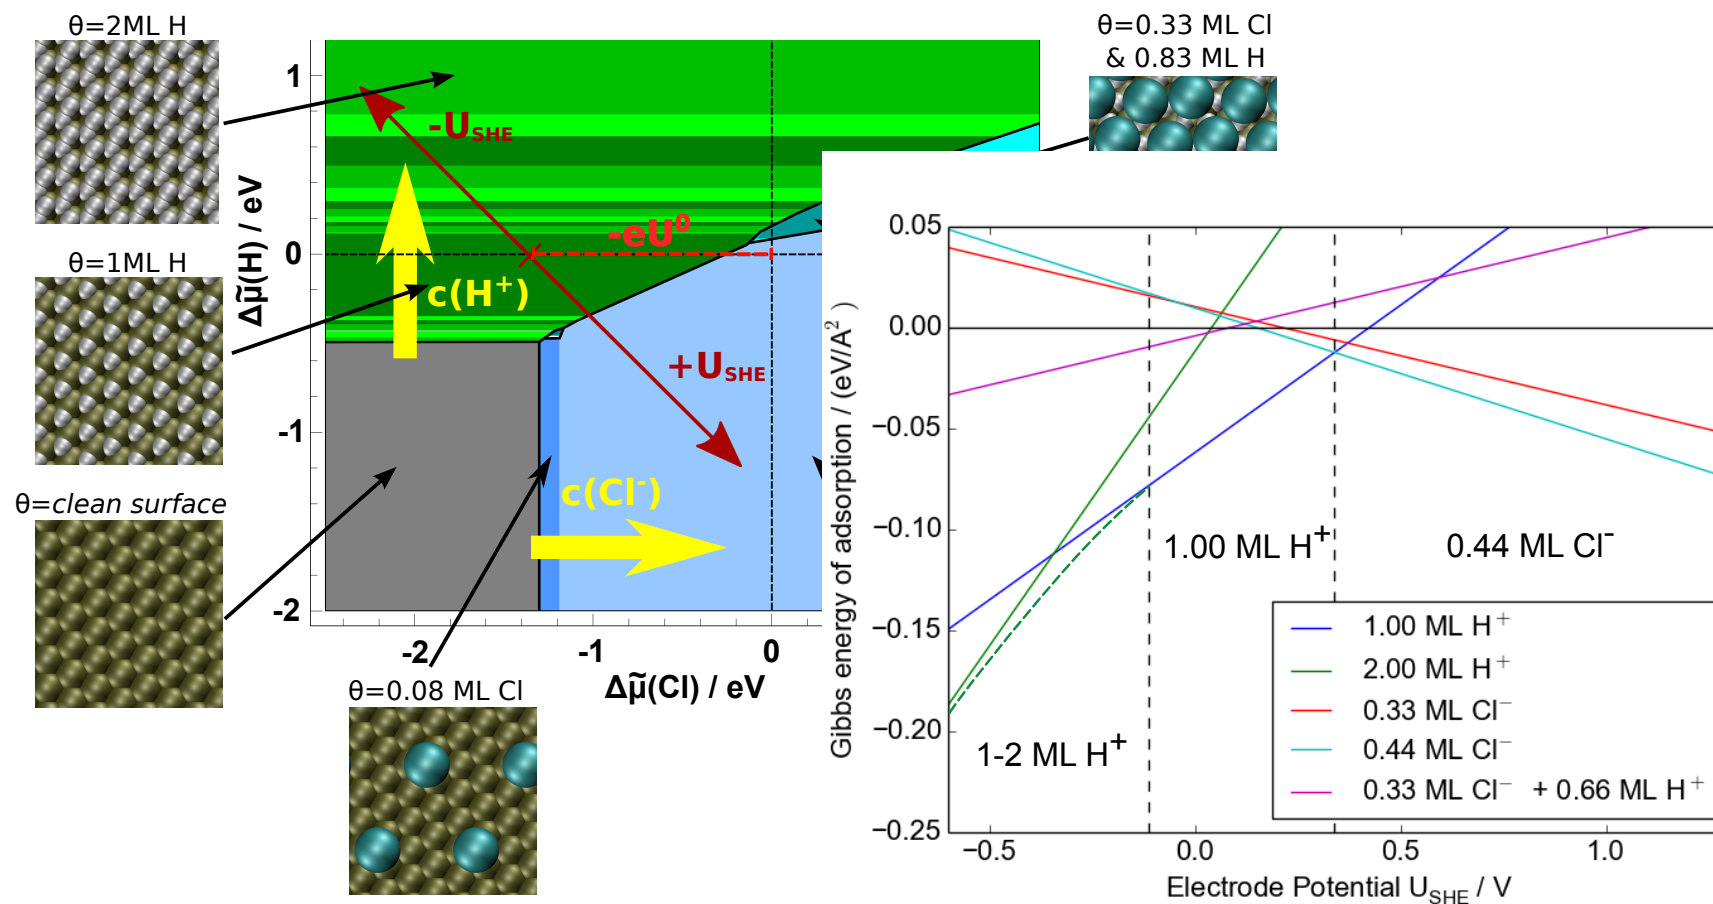 θ=2ML H
θ=1ML H
θ=clean surface
θ=0.08 ML Cl
θ=0.33 ML Cl
& 0.83 ML H
Δμ̃(H) / eV
1
0
-1
-2
-2
-1
0
Δμ̃(Cl) / eV
-U_SHE
-eU⁰
c(H⁺)
+U_SHE
c(Cl⁻)
Gibbs energy of adsorption / (eV/A²)
0.05
0.00
−0.05
−0.10
−0.15
−0.20
−0.25
−0.5
0.0
0.5
1.0
Electrode Potential U_SHE / V
1-2 ML H⁺
1.00 ML H⁺
0.44 ML Cl⁻
1.00 ML H⁺
2.00 ML H⁺
0.33 ML Cl⁻
0.44 ML Cl⁻
0.33 ML Cl⁻ + 0.66 ML H⁺